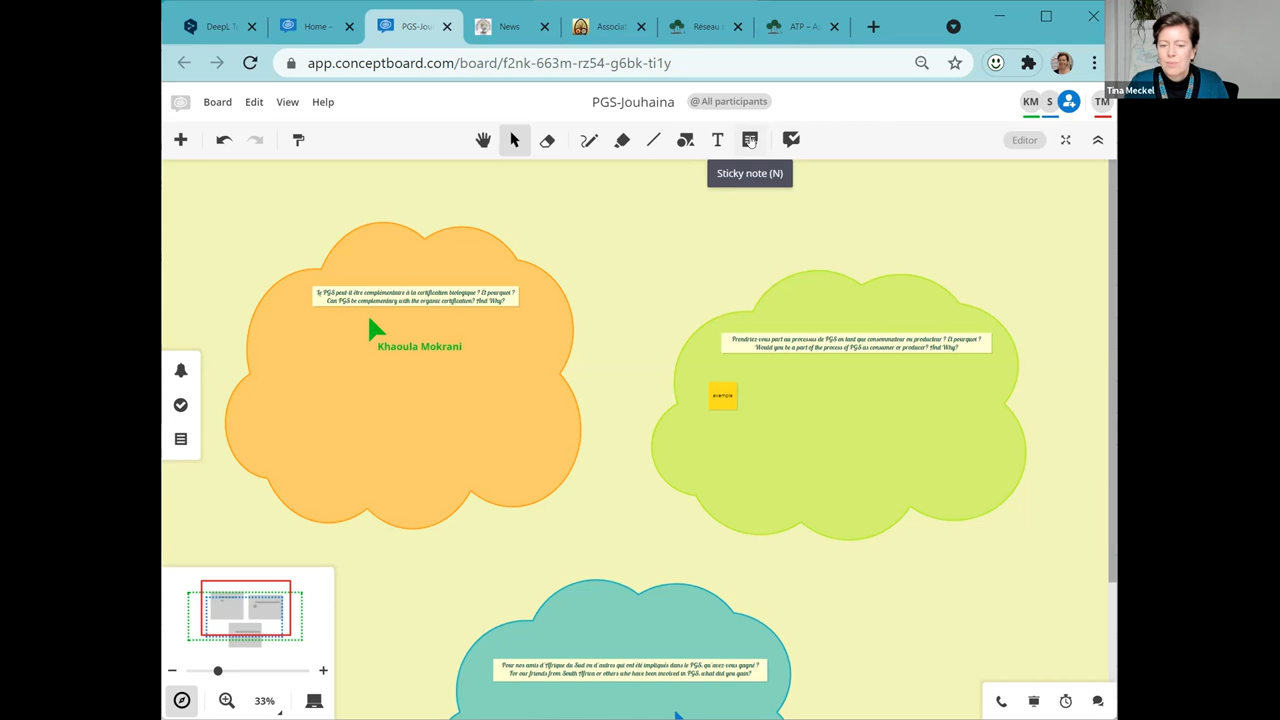 DeepL T
Home –
PGS-Jou
News
Associat
Réseau
ATP – A
app.conceptboard.com/board/f2nk-663m-rz54-g6bk-ti1y
Tina Meckel
Board Edit View Help
PGS-Jouhaina
@All participants
KM S TM
T
Editor
Sticky note (N)
Le PGS peut-il être complémentaire à la certification biologique ? Et pourquoi ?
Can PGS be complementary with the organic certification? And Why?
Khaoula Mokrani
Prendriez-vous part au processus de PGS en tant que consommateur ou producteur ? Et pourquoi ?
Would you be a part of the process of PGS as consumer or producer? And Why?
exemple
Pour nos amis d'Afrique du Sud ou d'autres qui ont été impliqués dans le PGS, qu'avez-vous gagné ?
For our friends from South Africa or others who have been involved in PGS, what did you gain?
33%